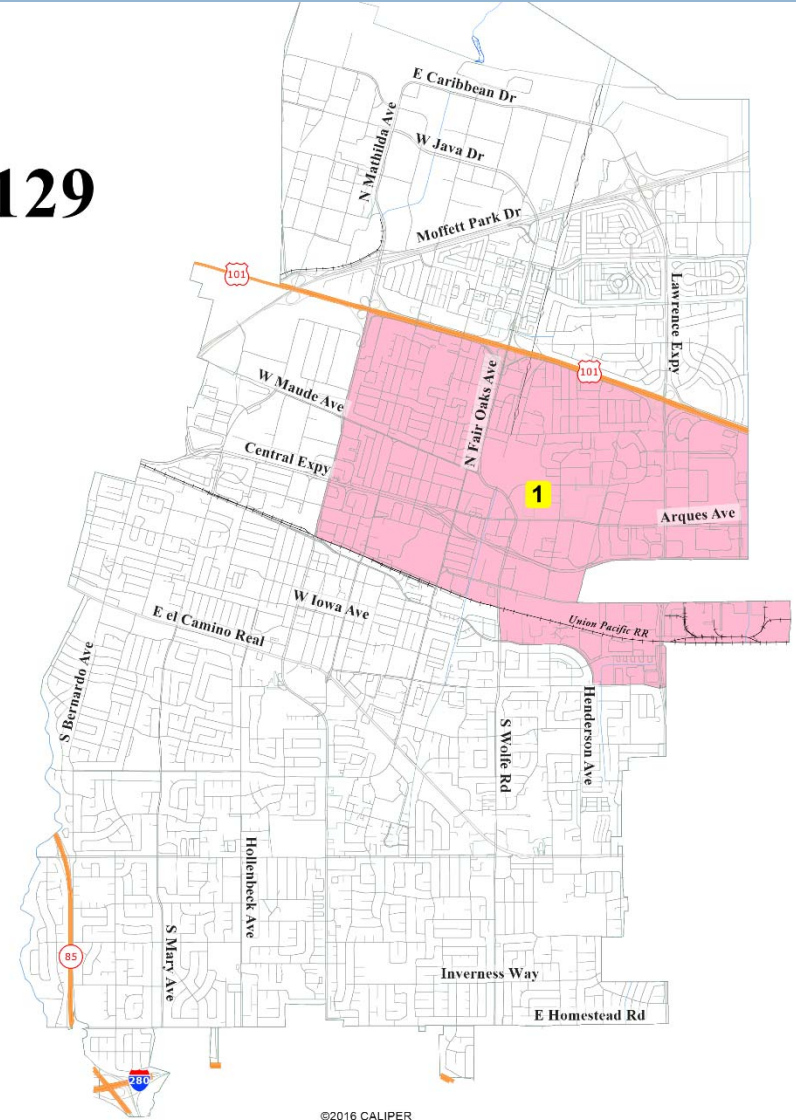 129
E Caribbean Dr
N Mathilda Ave
W Java Dr
Moffett Park Dr
101
Lawrence Expy
101
W Maude Ave
N Fair Oaks Ave
Central Expy
1
Arques Ave
W Iowa Ave
E el Camino Real
Union Pacific RR
S Bernardo Ave
S Wolfe Rd
Henderson Ave
Hollenbeck Ave
S Mary Ave
85
Inverness Way
E Homestead Rd
280
©2016 CALIPER